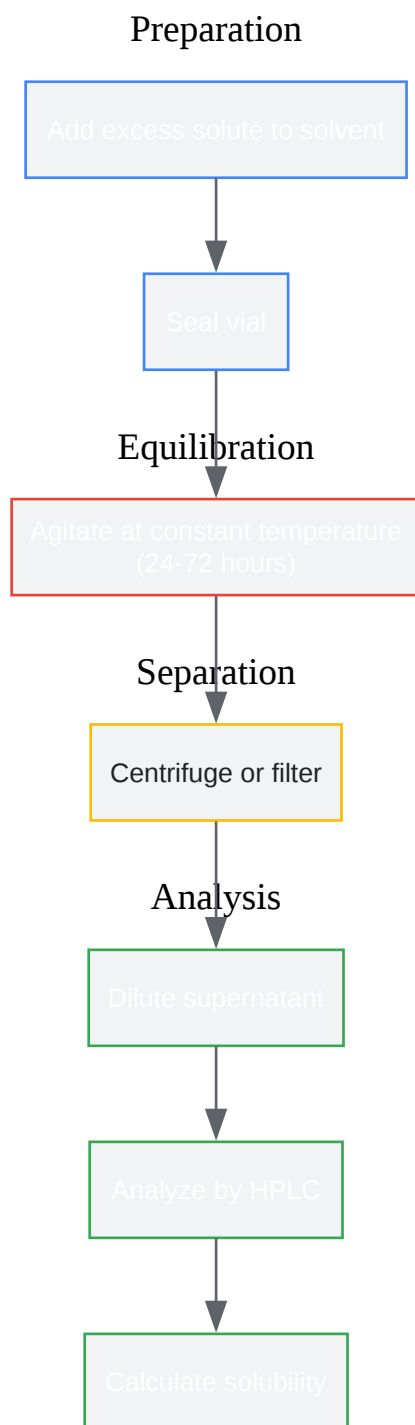 Preparation
Add excess solute to solvent
Seal vial
Equilibration
Agitate at constant temperature
(24-72 hours)
Separation
Centrifuge or filter
Analysis
Dilute supernatant
Analyze by HPLC
Calculate solubility